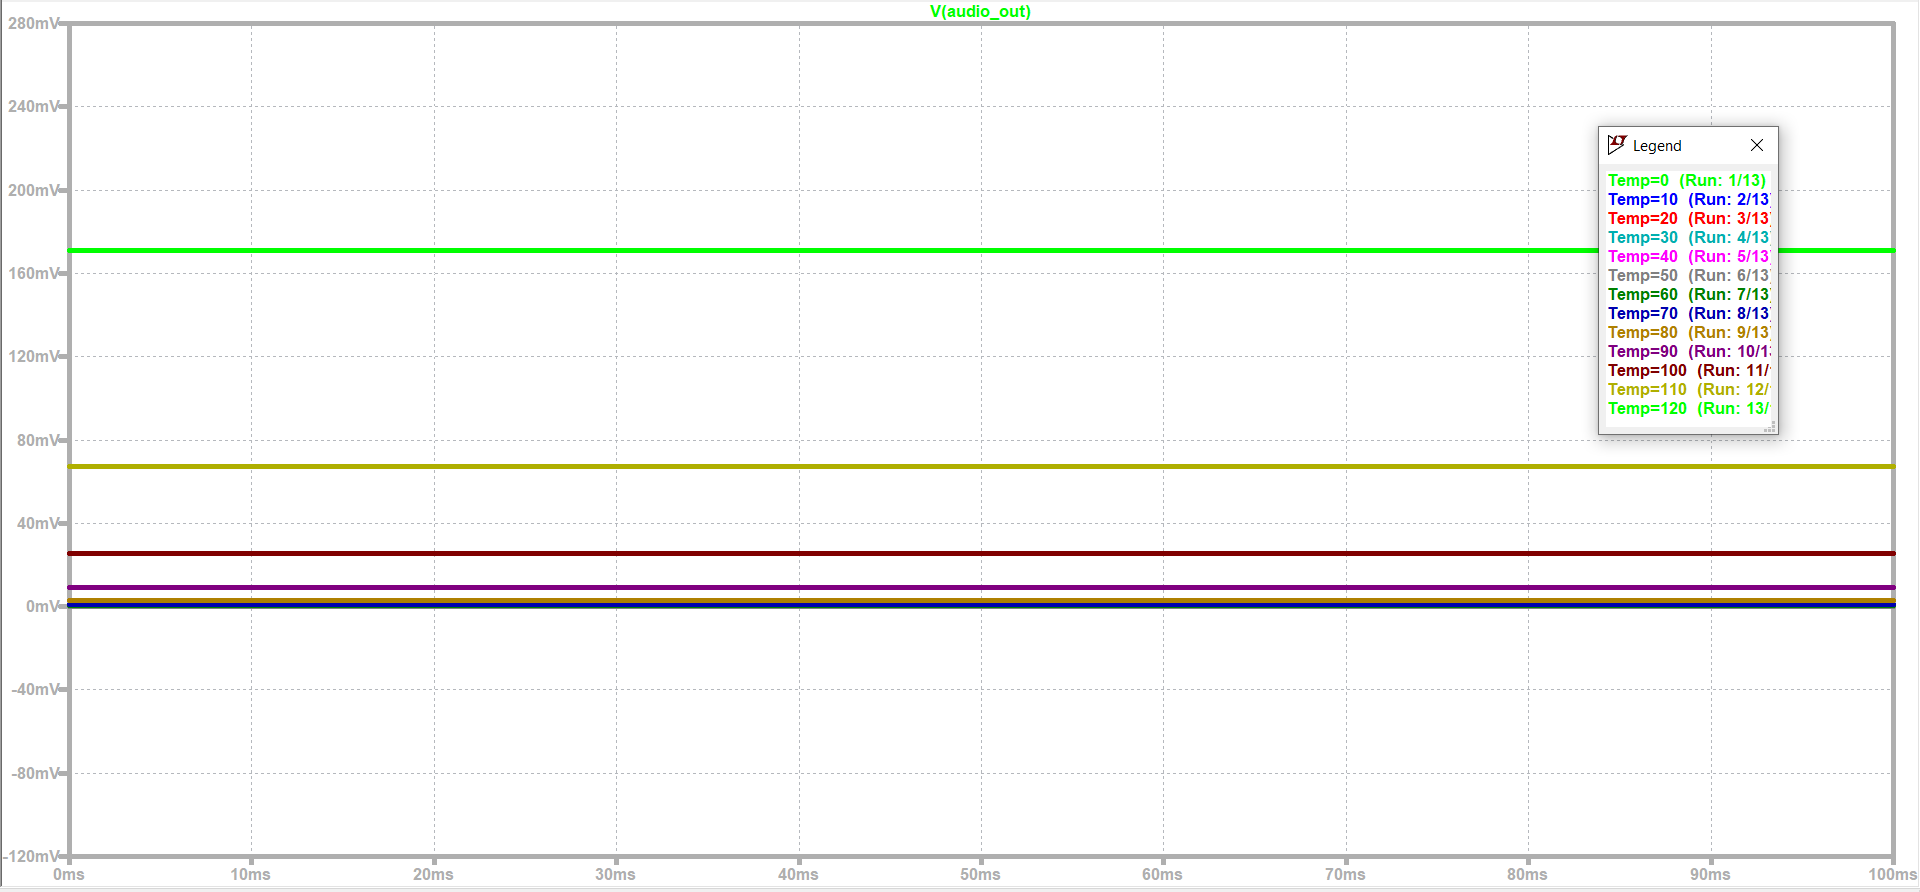 V(audio_out)
280mV
240mV
200mV
160mV
120mV
80mV
40mV
0mV
-40mV
-80mV
-120mV
0ms 10ms 20ms 30ms 40ms 50ms 60ms 70ms 80ms 90ms 100ms
Legend
Temp=0 (Run: 1/13)
Temp=10 (Run: 2/13)
Temp=20 (Run: 3/13)
Temp=30 (Run: 4/13)
Temp=40 (Run: 5/13)
Temp=50 (Run: 6/13
Temp=60 (Run: 7/13)
Temp=70 (Run: 8/13)
Temp=80 (Run: 9/13)
Temp=90 (Run: 10/1
Temp=100 (Run: 11/
Temp=110 (Run: 12/
Temp=120 (Run: 13/